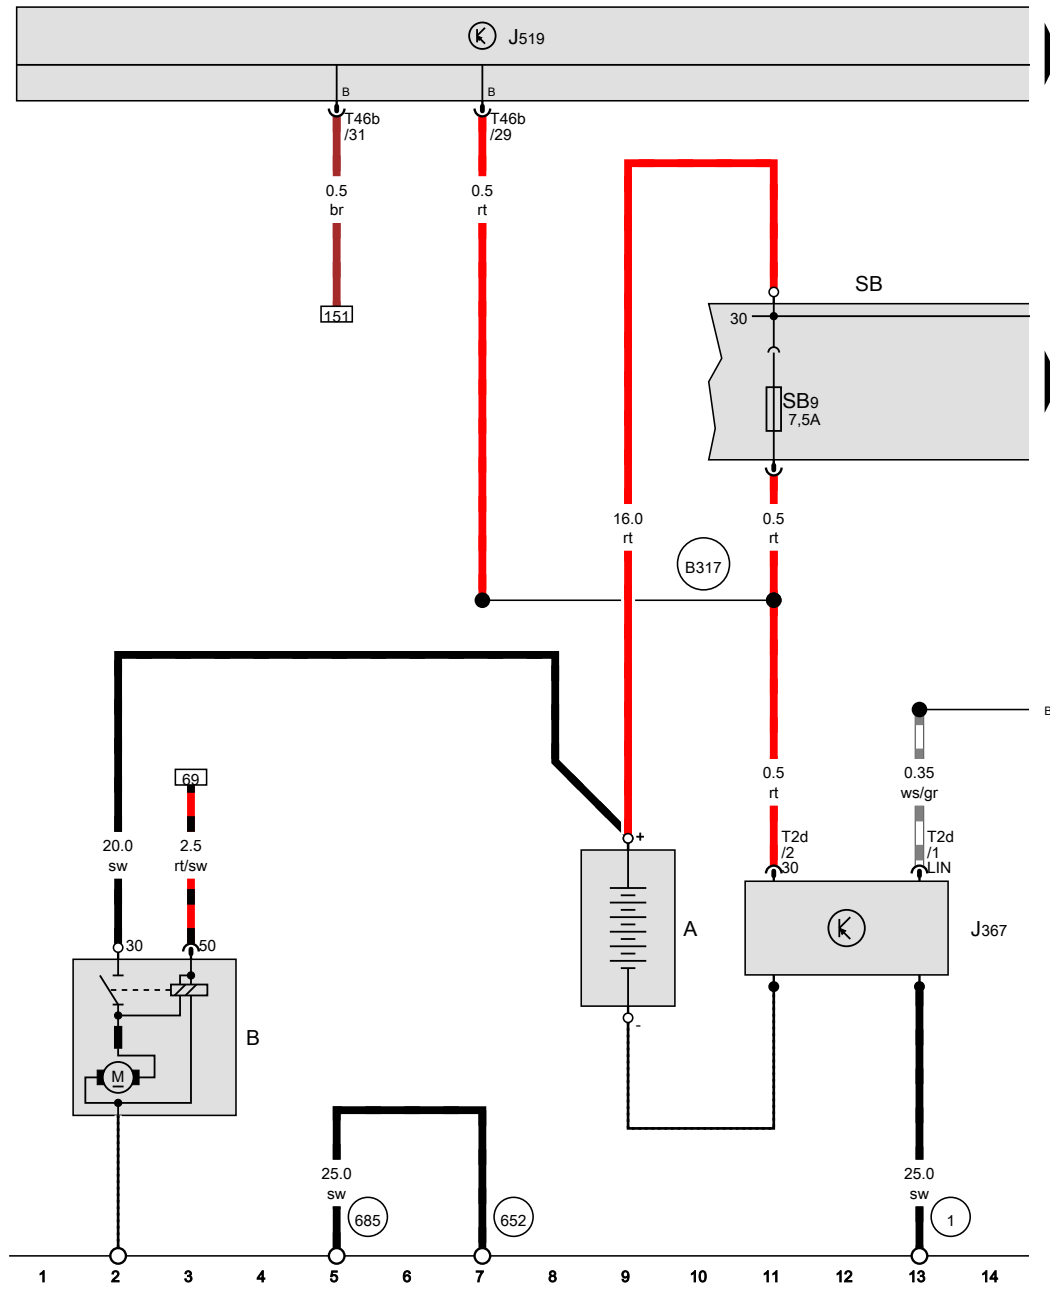 J519
B
B
T46b
/31
T46b
/29
0.5
br
0.5
rt
151
SB
30
SB9
7,5A
16.0
rt
0.5
rt
B317
B
69
0.5
rt
0.35
ws/gr
20.0
sw
2.5
rt/sw
T2d
/2
30
T2d
/1
LIN
+
30
50
A
J367
-
B
M
25.0
sw
685
652
25.0
sw
1
1 2 3 4 5 6 7 8 9 10 11 12 13 14